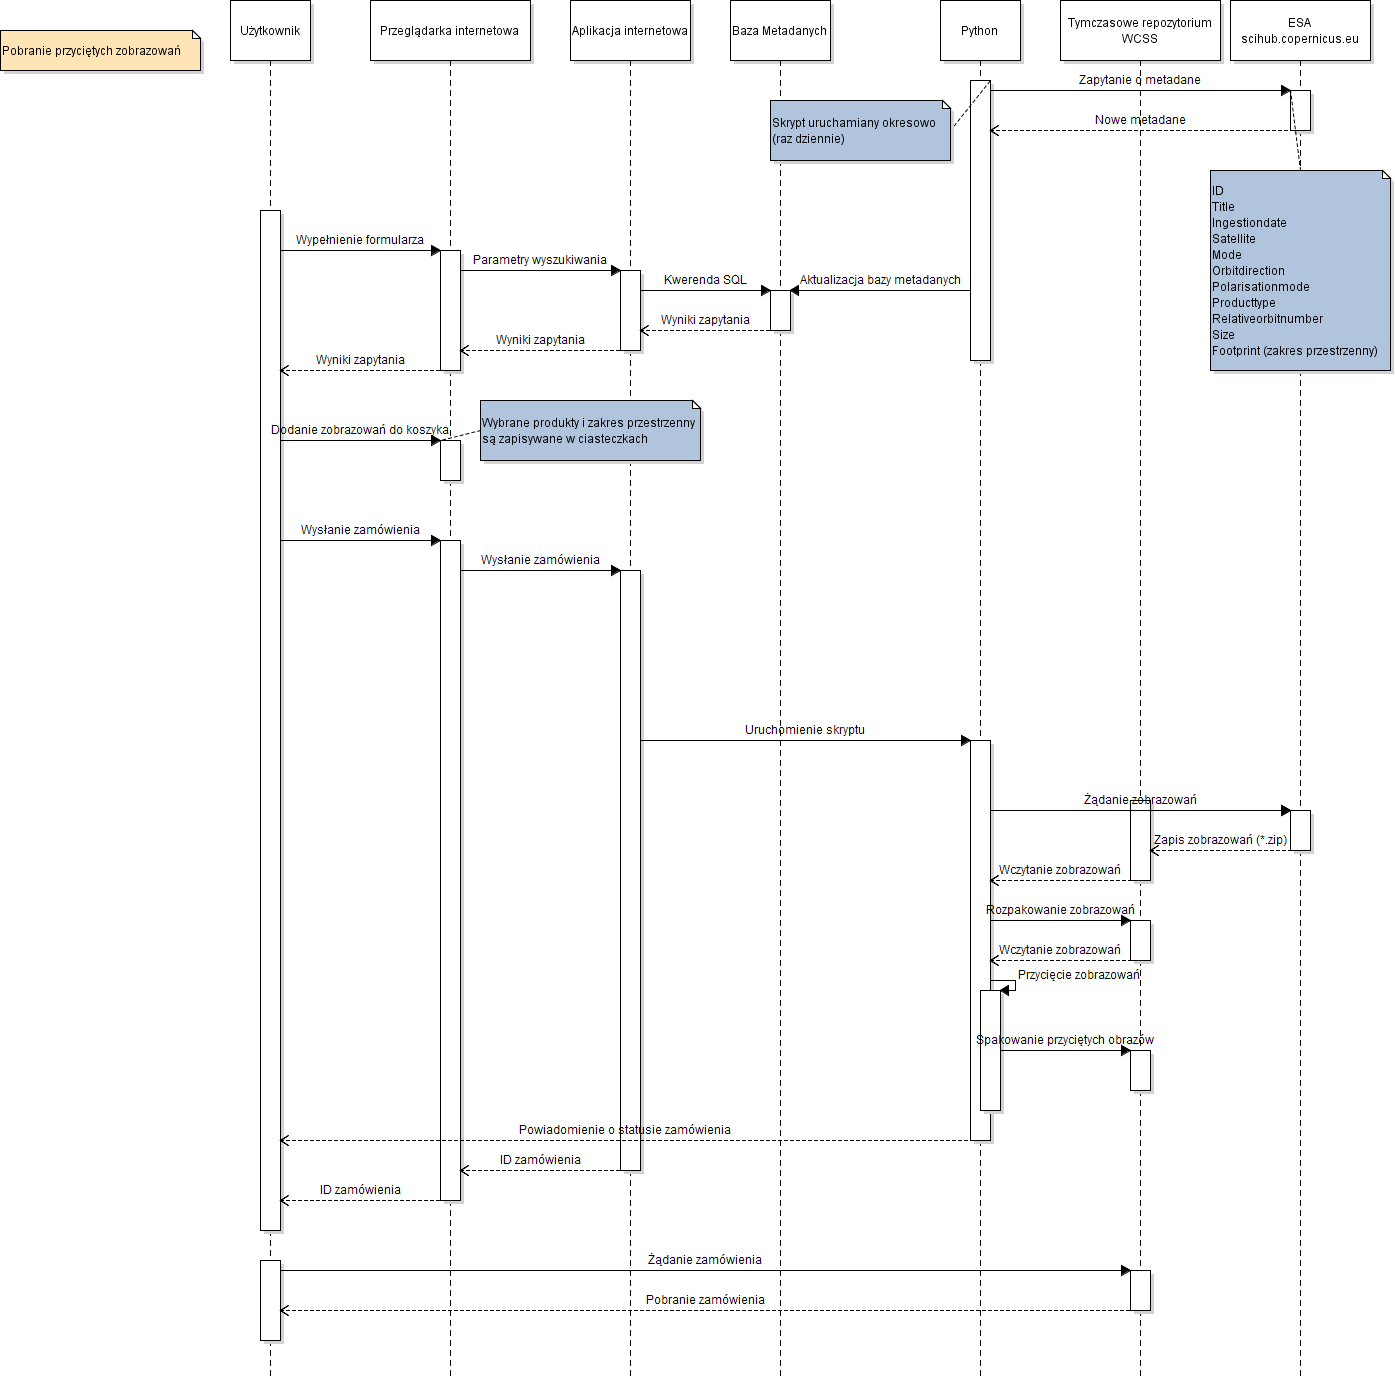 Użytkownik
Przeglądarka internetowa
Aplikacja internetowa
Baza Metadanych
Python
Tymczasowe repozytorium
WCSS
ESA
scihub.copernicus.eu
Pobranie przyciętych zobrazowań
Zapytanie o metadane
Skrypt uruchamiany okresowo
(raz dziennie)
Nowe metadane
ID
Title
Ingestiondate
Satellite
Mode
Orbitdirection
Polarisationmode
Producttype
Relativeorbitnumber
Size
Footprint (zakres przestrzenny)
Wypełnienie formularza
Parametry wyszukiwania
Kwerenda SQL
Aktualizacja bazy metadanych
Wyniki zapytania
Wyniki zapytania
Wyniki zapytania
Dodanie zobrazowań do koszyka
Wybrane produkty i zakres przestrzenny
są zapisywane w ciasteczkach
Wysłanie zamówienia
Wysłanie zamówienia
Uruchomienie skryptu
Żądanie zobrazowań
Zapis zobrazowań (*.zip)
Wczytanie zobrazowań
Rozpakowanie zobrazowań
Wczytanie zobrazowań
Przycięcie zobrazowań
Spakowanie przyciętych obrazów
Powiadomienie o statusie zamówienia
ID zamówienia
ID zamówienia
Żądanie zamówienia
Pobranie zamówienia